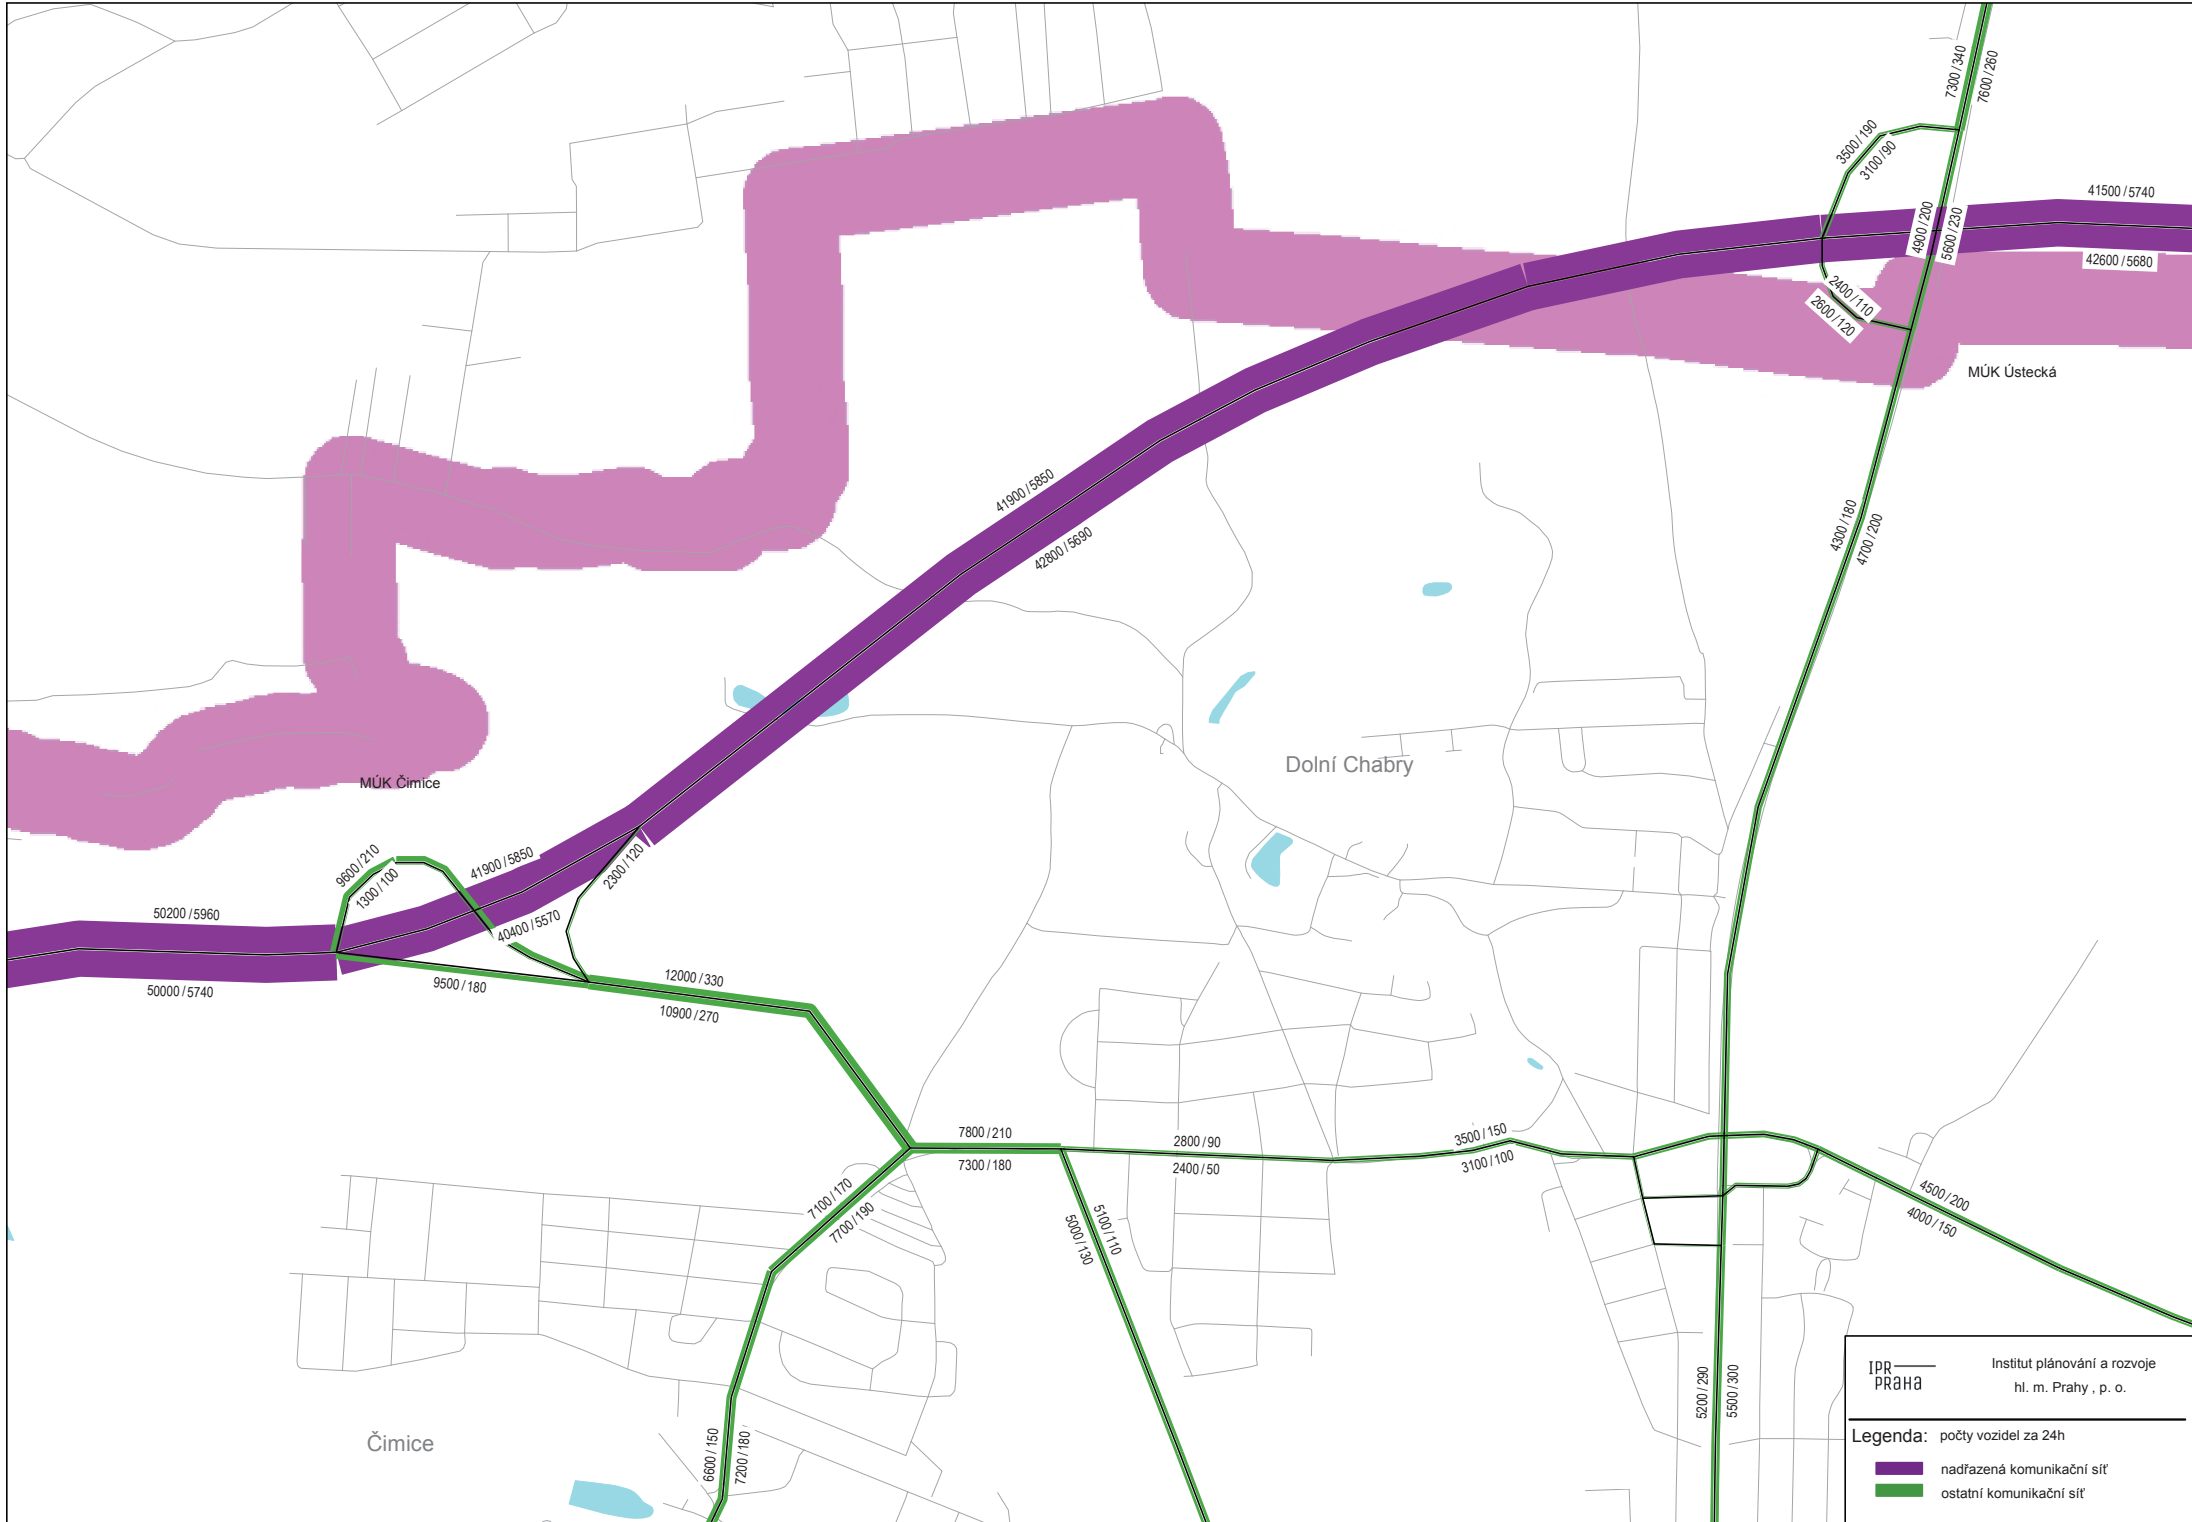 7300 / 340
7600 / 260
3500 / 190
3100 / 90
41500 / 5740
4900 / 200
5600 / 230
42600 / 5680
2400 / 110
2600 / 120
MÚK Ústecká
41900 / 5850
42800 / 5690
4300 / 180
4700 / 200
Dolní Chabry
MÚK Čimice
9600 / 210
1300 / 100
41900 / 5850
2300 / 120
50200 / 5960
40400 / 5570
50000 / 5740
9500 / 180
12000 / 330
10900 / 270
7800 / 210
7300 / 180
2800 / 90
2400 / 50
3500 / 150
3100 / 100
7100 / 170
7700 / 190
5100 / 110
5000 / 130
4500 / 200
4000 / 150
5200 / 290
5500 / 300
6600 / 150
7200 / 180
Čimice
IPR
PRAHA
Institut plánování a rozvoje
hl. m. Prahy , p. o.
Legenda: počty vozidel za 24h
nadřazená komunikační síť
ostatní komunikační síť